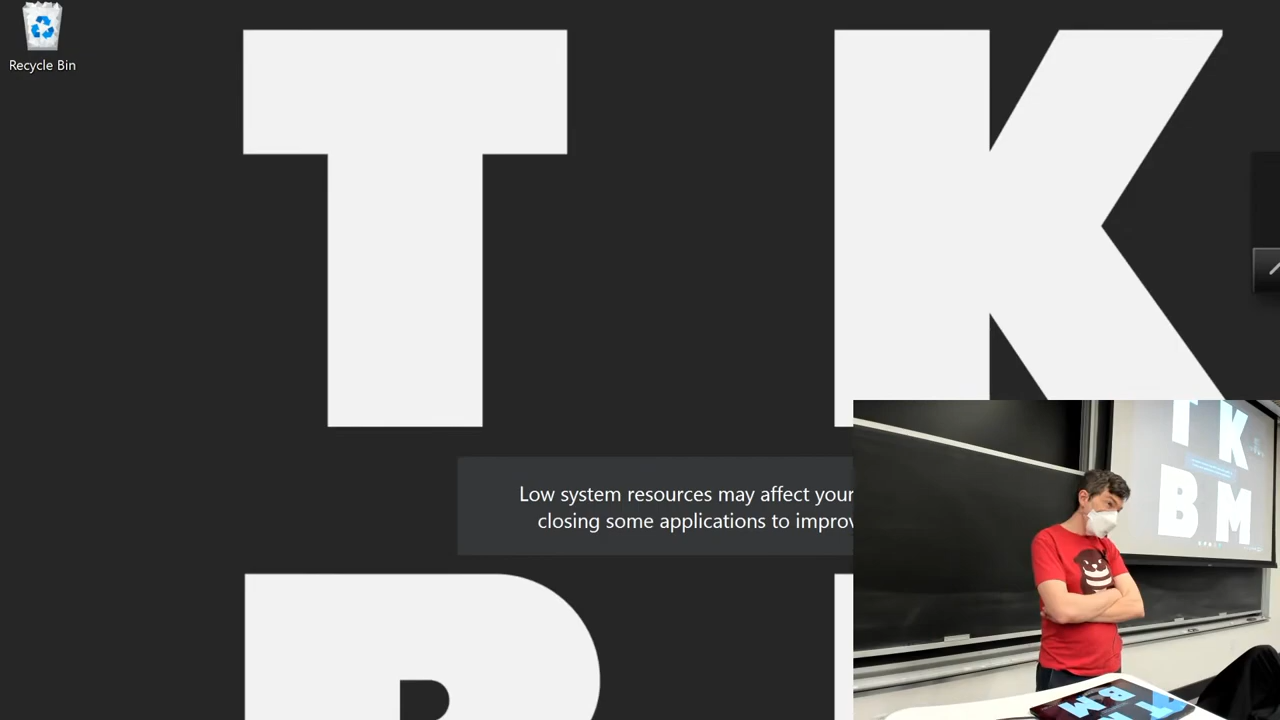 Recycle Bin
T K
Low system resources may affect your
closing some applications to improv
B
T K
B M